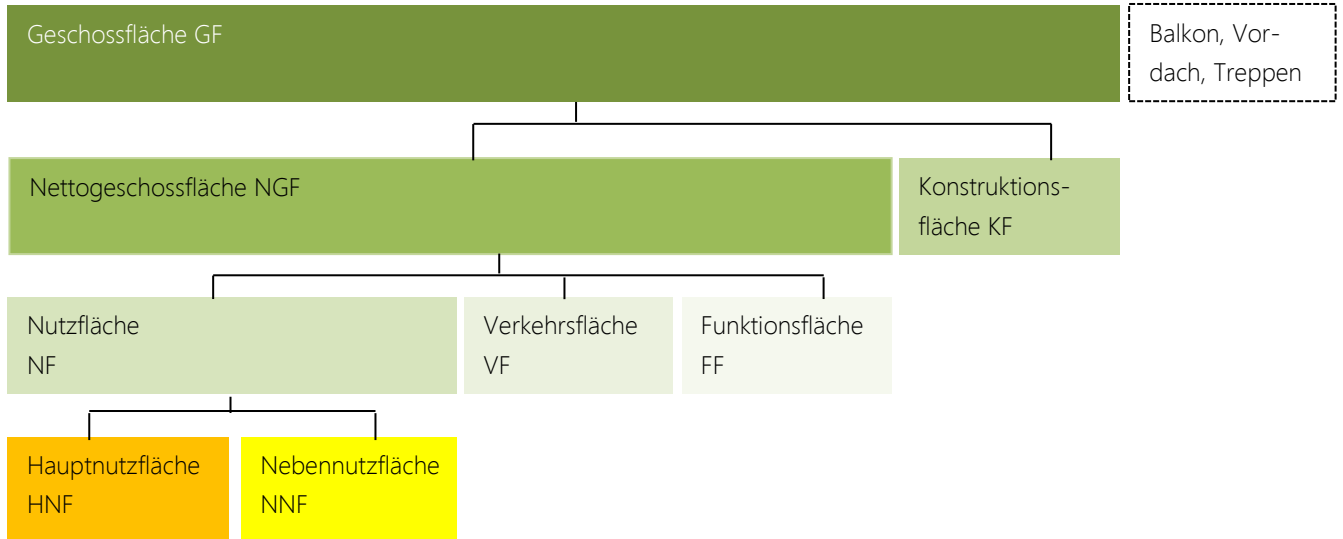 Geschossfläche GF
Balkon, Vor-
dach, Treppen
Nettogeschossfläche NGF
Konstruktions-
fläche KF
Nutzfläche
NF
Verkehrsfläche
VF
Funktionsfläche
FF
Hauptnutzfläche
HNF
Nebennutzfläche
NNF